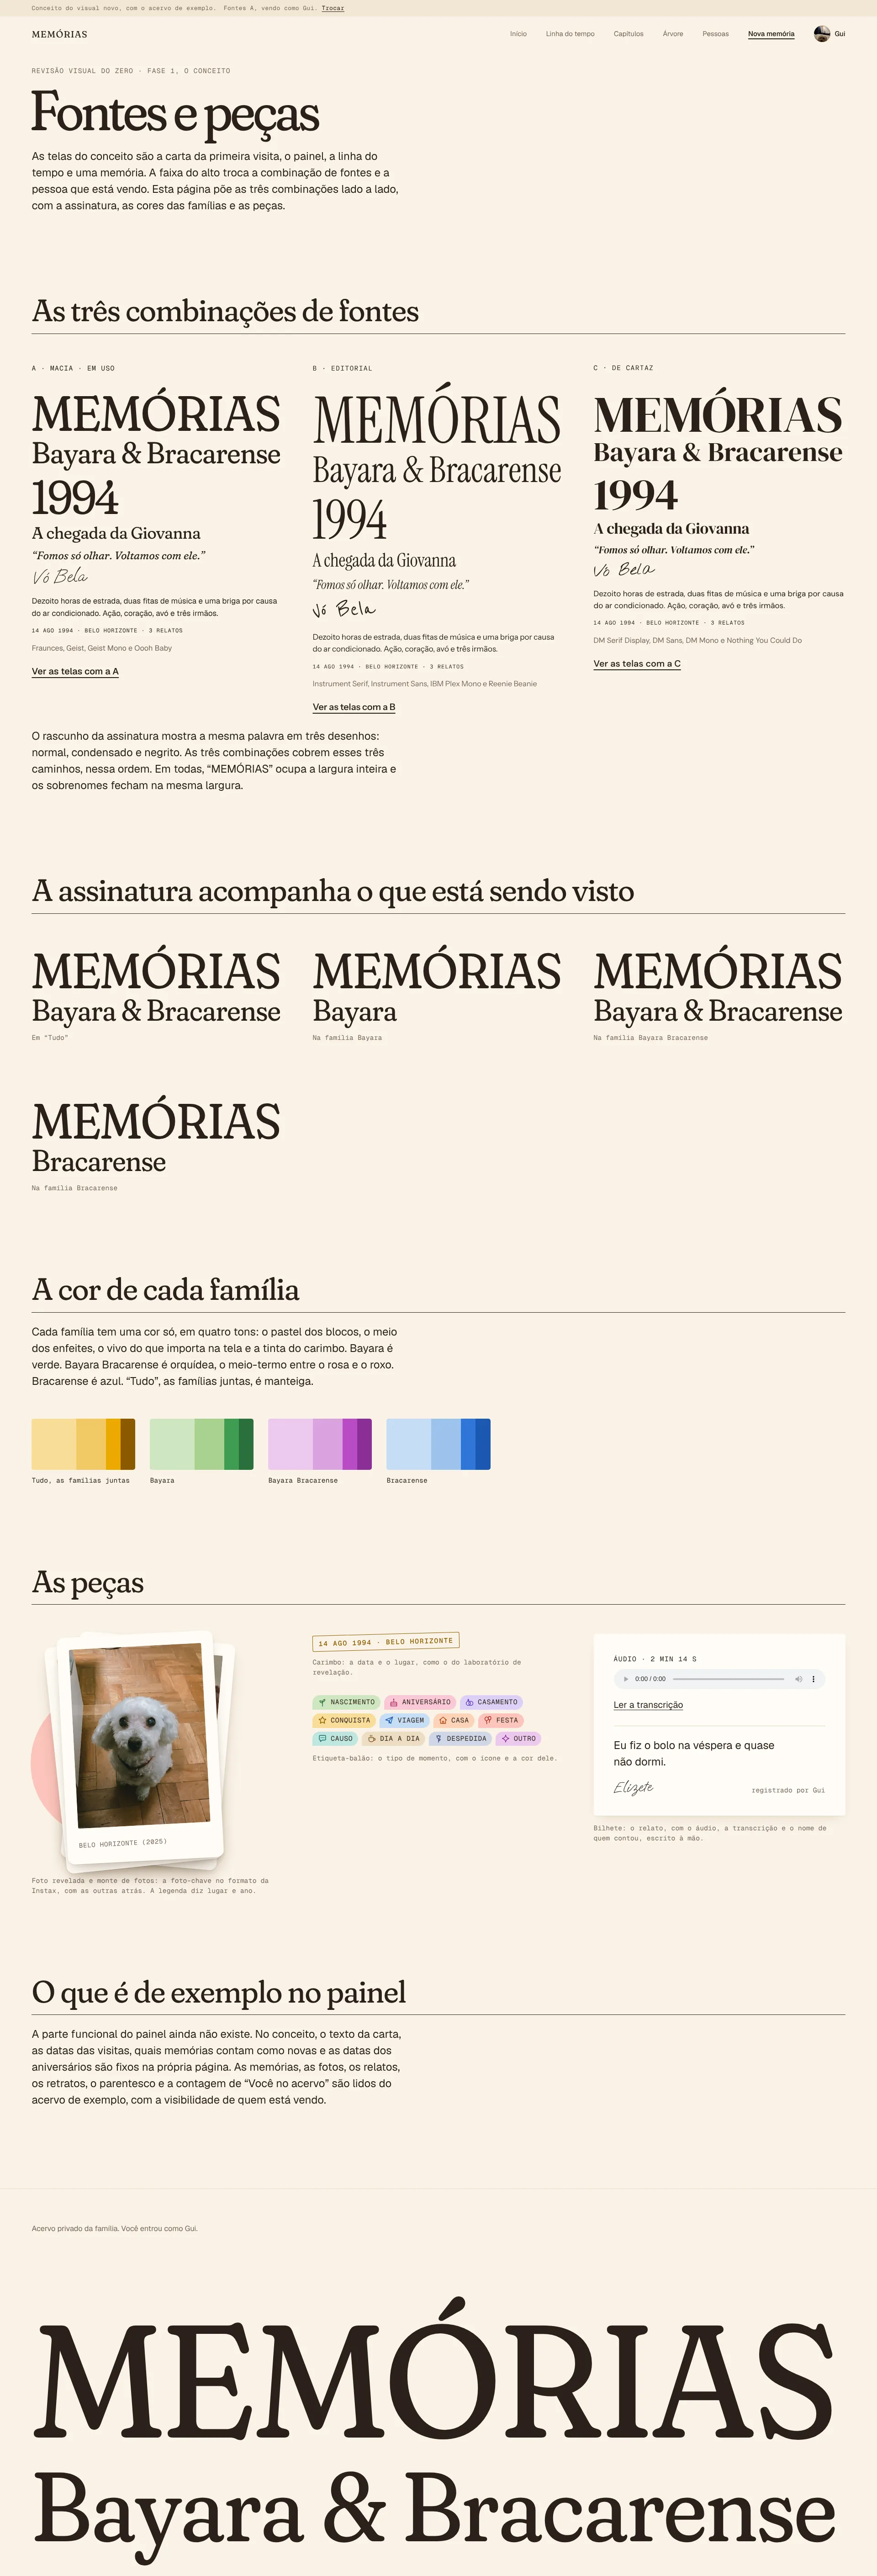 Conceito do visual novo, com o acervo de exemplo. Fontes A, vendo como Gui. Trocar
MEMÓRIAS
Início Linha do tempo Capítulos Árvore Pessoas Nova memória Gui
REVISÃO VISUAL DO ZERO · FASE 1, O CONCEITO
Fontes e peças
As telas do conceito são a carta da primeira visita, o painel, a linha do
tempo e uma memória. A faixa do alto troca a combinação de fontes e a
pessoa que está vendo. Esta página põe as três combinações lado a lado,
com a assinatura, as cores das famílias e as peças.
As três combinações de fontes
A · MACIA · EM USO
MEMÓRIAS
Bayara & Bracarense
1994
A chegada da Giovanna
“Fomos só olhar. Voltamos com ele.”
Vó Bela
Dezoito horas de estrada, duas fitas de música e uma briga por causa
do ar condicionado. Ação, coração, avó e três irmãos.
14 AGO 1994 · BELO HORIZONTE · 3 RELATOS
Fraunces, Geist, Geist Mono e Oooh Baby
Ver as telas com a A
B · EDITORIAL
MEMÓRIAS
Bayara & Bracarense
1994
A chegada da Giovanna
“Fomos só olhar. Voltamos com ele.”
Vó Bela
Dezoito horas de estrada, duas fitas de música e uma briga por causa
do ar condicionado. Ação, coração, avó e três irmãos.
14 AGO 1994 · BELO HORIZONTE · 3 RELATOS
Instrument Serif, Instrument Sans, IBM Plex Mono e Reenie Beanie
Ver as telas com a B
C · DE CARTAZ
MEMÓRIAS
Bayara & Bracarense
1994
A chegada da Giovanna
“Fomos só olhar. Voltamos com ele.”
Vó Bela
Dezoito horas de estrada, duas fitas de música e uma briga por causa
do ar condicionado. Ação, coração, avó e três irmãos.
14 AGO 1994 · BELO HORIZONTE · 3 RELATOS
DM Serif Display, DM Sans, DM Mono e Nothing You Could Do
Ver as telas com a C
O rascunho da assinatura mostra a mesma palavra em três desenhos:
normal, condensado e negrito. As três combinações cobrem esses três
caminhos, nessa ordem. Em todas, “MEMÓRIAS” ocupa a largura inteira e
os sobrenomes fecham na mesma largura.
A assinatura acompanha o que está sendo visto
MEMÓRIAS
Bayara & Bracarense
Em “Tudo”
MEMÓRIAS
Bayara
Na família Bayara
MEMÓRIAS
Bayara & Bracarense
Na família Bayara Bracarense
MEMÓRIAS
Bracarense
Na família Bracarense
A cor de cada família
Cada família tem uma cor só, em quatro tons: o pastel dos blocos, o meio
dos enfeites, o vivo do que importa na tela e a tinta do carimbo. Bayara é
verde. Bayara Bracarense é orquídea, o meio-termo entre o rosa e o roxo.
Bracarense é azul. “Tudo”, as famílias juntas, é manteiga.
Tudo, as famílias juntas
Bayara
Bayara Bracarense
Bracarense
As peças
BELO HORIZONTE (2025)
Foto revelada e monte de fotos: a foto-chave no formato da
Instax, com as outras atrás. A legenda diz lugar e ano.
14 AGO 1994 · BELO HORIZONTE
Carimbo: a data e o lugar, como o do laboratório de
revelação.
NASCIMENTO ANIVERSÁRIO CASAMENTO
CONQUISTA VIAGEM CASA FESTA
CAUSO DIA A DIA DESPEDIDA OUTRO
Etiqueta-balão: o tipo de momento, com o ícone e a cor dele.
ÁUDIO · 2 MIN 14 S
0:00 / 0:00
Ler a transcrição
Eu fiz o bolo na véspera e quase
não dormi.
Elizete
registrado por Gui
Bilhete: o relato, com o áudio, a transcrição e o nome de
quem contou, escrito à mão.
O que é de exemplo no painel
A parte funcional do painel ainda não existe. No conceito, o texto da carta,
as datas das visitas, quais memórias contam como novas e as datas dos
aniversários são fixos na própria página. As memórias, as fotos, os relatos,
os retratos, o parentesco e a contagem de “Você no acervo” são lidos do
acervo de exemplo, com a visibilidade de quem está vendo.
Acervo privado da família. Você entrou como Gui.
MEMÓRIAS
Bayara & Bracarense